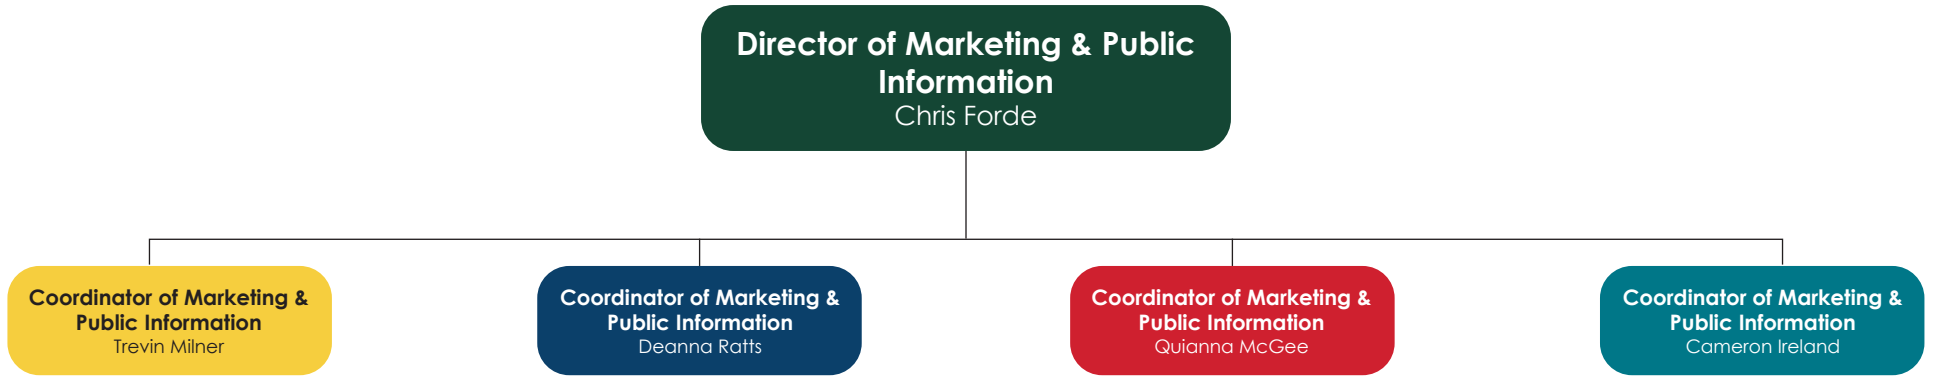 Director of Marketing & Public
Information
Chris Forde
Coordinator of Marketing &
Public Information
Trevin Milner
Coordinator of Marketing &
Public Information
Deanna Ratts
Coordinator of Marketing &
Public Information
Quianna McGee
Coordinator of Marketing &
Public Information
Cameron Ireland